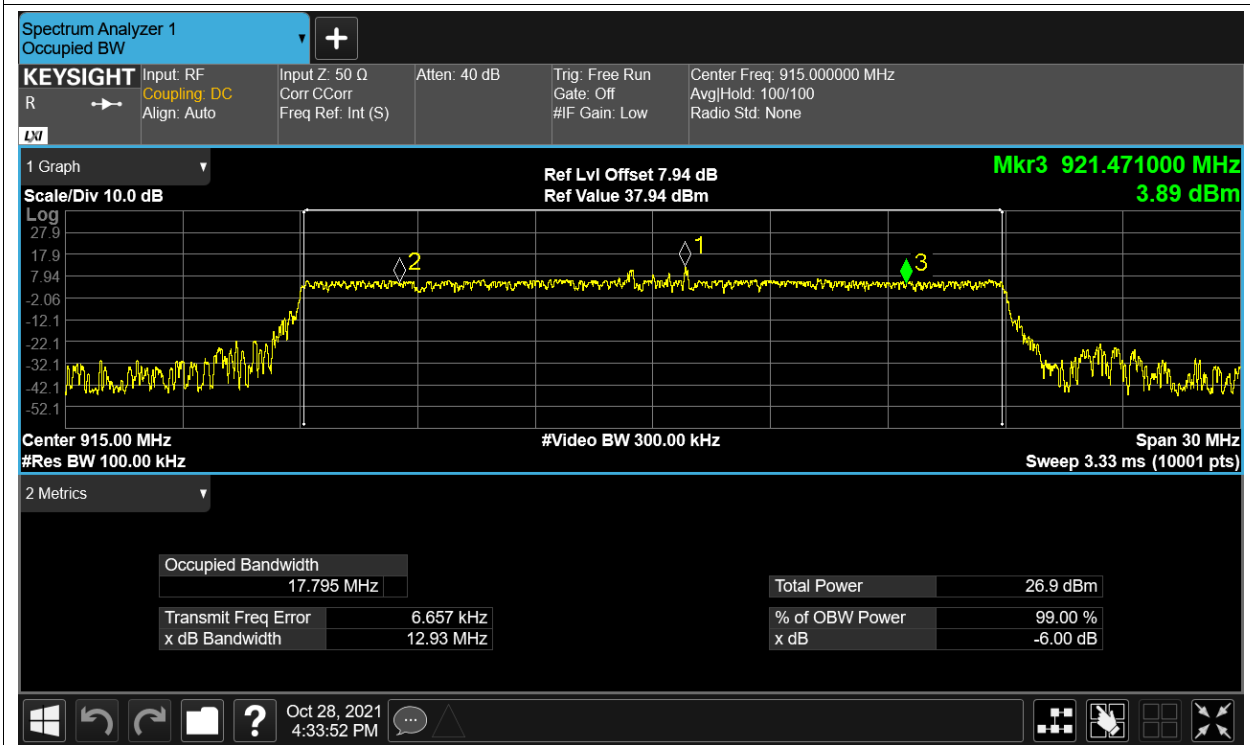 Spectrum Analyzer 1
Occupied BW
+
KEYSIGHT
R
LXI
Input: RF
Coupling: DC
Align: Auto
Input Z: 50 Ω
Corr CCorr
Freq Ref: Int (S)
Atten: 40 dB
Trig: Free Run
Gate: Off
#IF Gain: Low
Center Freq: 915.000000 MHz
Avg|Hold: 100/100
Radio Std: None
1 Graph
Scale/Div 10.0 dB
Ref Lvl Offset 7.94 dB
Ref Value 37.94 dBm
Mkr3 921.471000 MHz
3.89 dBm
Log
27.9
17.9
7.94
-2.06
-12.1
-22.1
-32.1
-42.1
-52.1
2
1
3
Center 915.00 MHz
#Video BW 300.00 kHz
Span 30 MHz
#Res BW 100.00 kHz
Sweep 3.33 ms (10001 pts)
2 Metrics
Occupied Bandwidth
17.795 MHz
Transmit Freq Error 6.657 kHz
x dB Bandwidth 12.93 MHz
Total Power 26.9 dBm
% of OBW Power 99.00 %
x dB -6.00 dB
?
Oct 28, 2021
4:33:52 PM